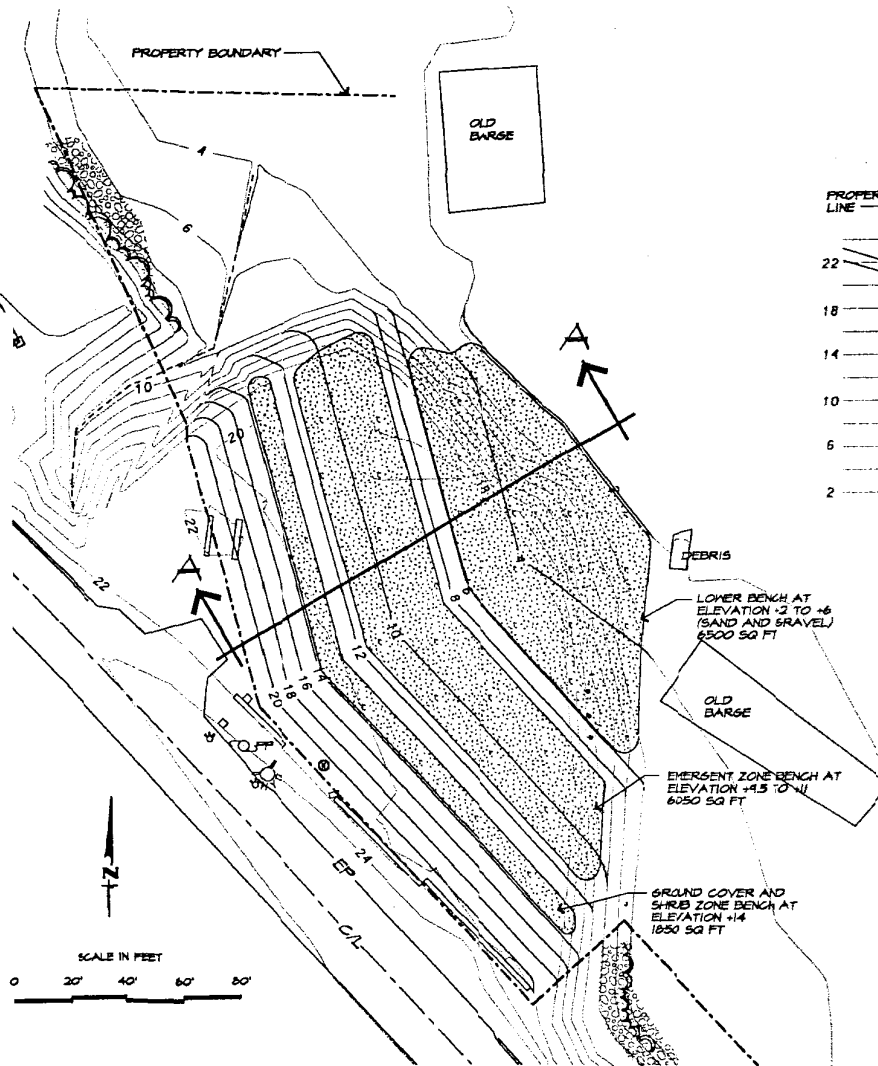 PROPERTY BOUNDARY
OLD
BARGE
4
6
PROPER
LINE
22
18
14
10
6
2
A
10
20
22
A
22
DEBRIS
LOWER BENCH AT
ELEVATION +2 TO +6
(SAND AND GRAVEL)
6500 SQ FT
6
8
10
12
14
16
18
20
OLD
BARGE
PP
EMERGENT ZONE BENCH AT
ELEVATION +9.5 TO +11
6050 SQ FT
24
EP
C/L
N
GROUND COVER AND
SHRUB ZONE BENCH AT
ELEVATION +14
1850 SQ FT
SCALE IN FEET
0 20' 40' 60' 80'